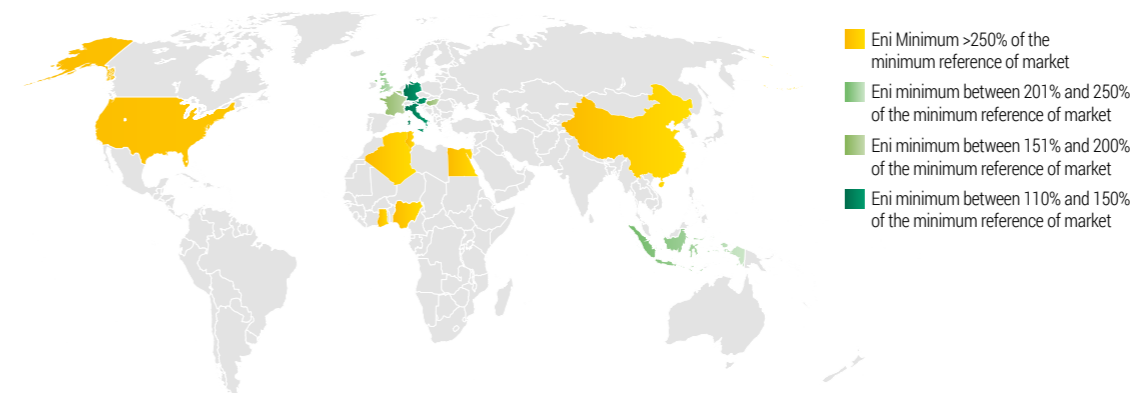 Eni Minimum >250% of the
minimum reference of market
Eni minimum between 201% and 250%
of the minimum reference of market
Eni minimum between 151% and 200%
of the minimum reference of market
Eni minimum between 110% and 150%
of the minimum reference of market